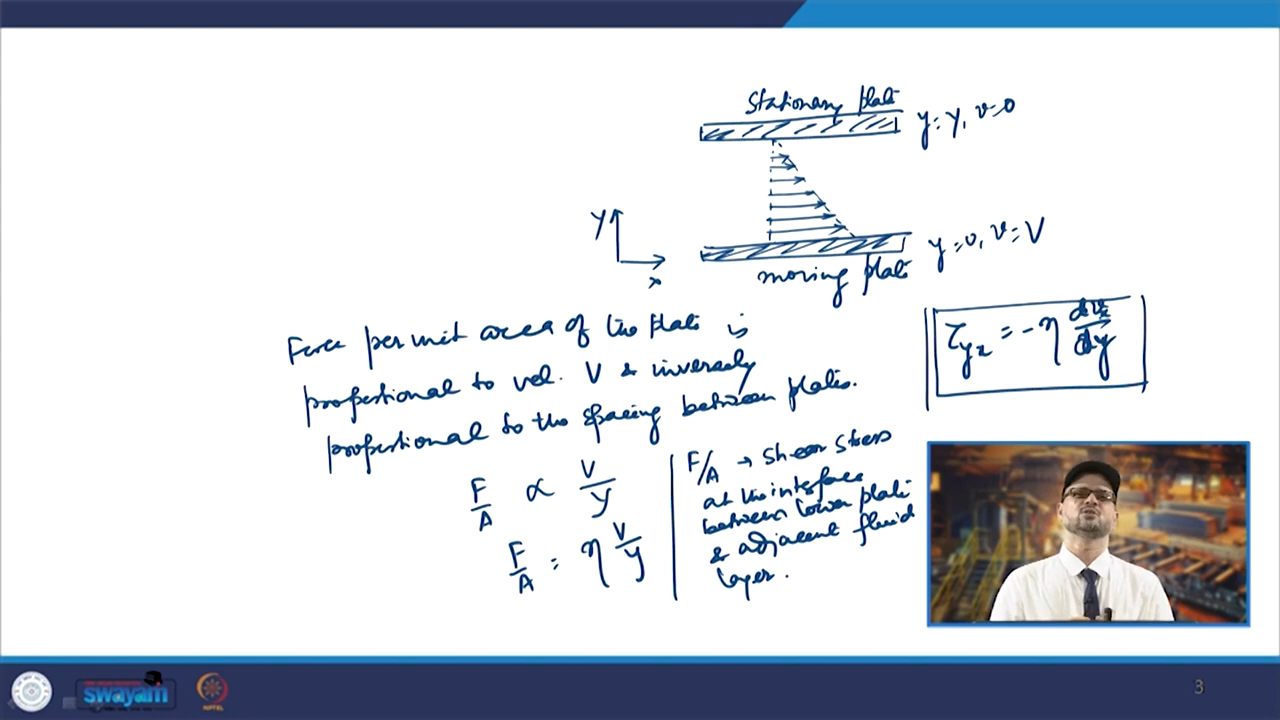 Stationary plate
y = Y, v=0
Y
x
y=0, v=V
moving plate
Force per unit area of the plate is
proportional to vel. V & inversely
proportional to the spacing between plates.
τyx = -η dvx/dy
F/A ∝ V/Y
F/A = η V/Y
F/A → shear stress
at the interface
between lower plate
& adjacent fluid
layer.
swayam
NPTEL
3